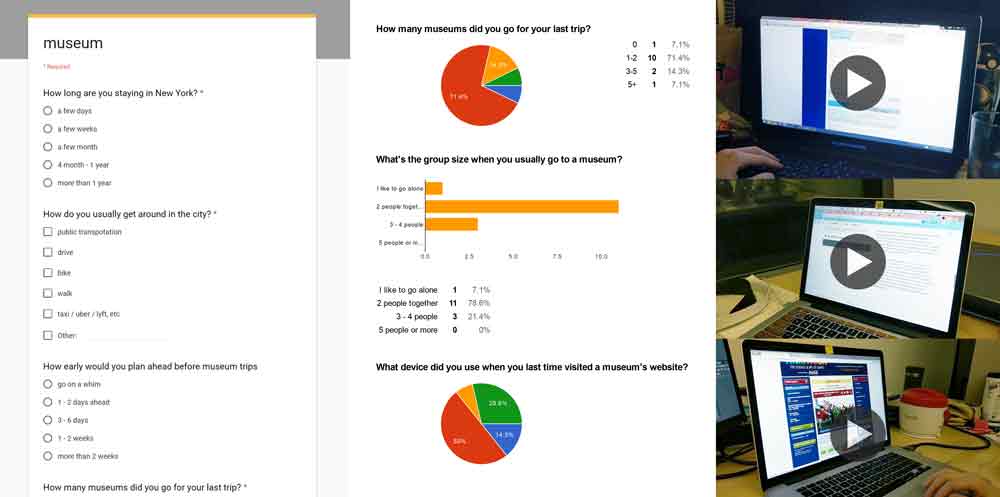 museum
* Required
How long are you staying in New York? *
a few days
a few weeks
a few month
4 month - 1 year
more than 1 year
How do you usually get around in the city? *
public transpotation
drive
bike
walk
taxi / uber / lyft, etc
Other:
How early would you plan ahead before museum trips
go on a whim
1 - 2 days ahead
3 - 6 days
1 - 2 weeks
more than 2 weeks
How many museums did you go for your last trip? *
How many museums did you go for your last trip?
0 1 7.1%
1-2 10 71.4%
3-5 2 14.3%
5+ 1 7.1%
14.3%
71.4%
What's the group size when you usually go to a museum?
I like to go alone
2 people toget...
3 - 4 people
5 people or m...
0.0 2.5 5.0 7.5 10.0
I like to go alone 1 7.1%
2 people together 11 78.6%
3 - 4 people 3 21.4%
5 people or more 0 0%
What device did you use when you last time visited a museum's website?
28.6%
50%
14.3%